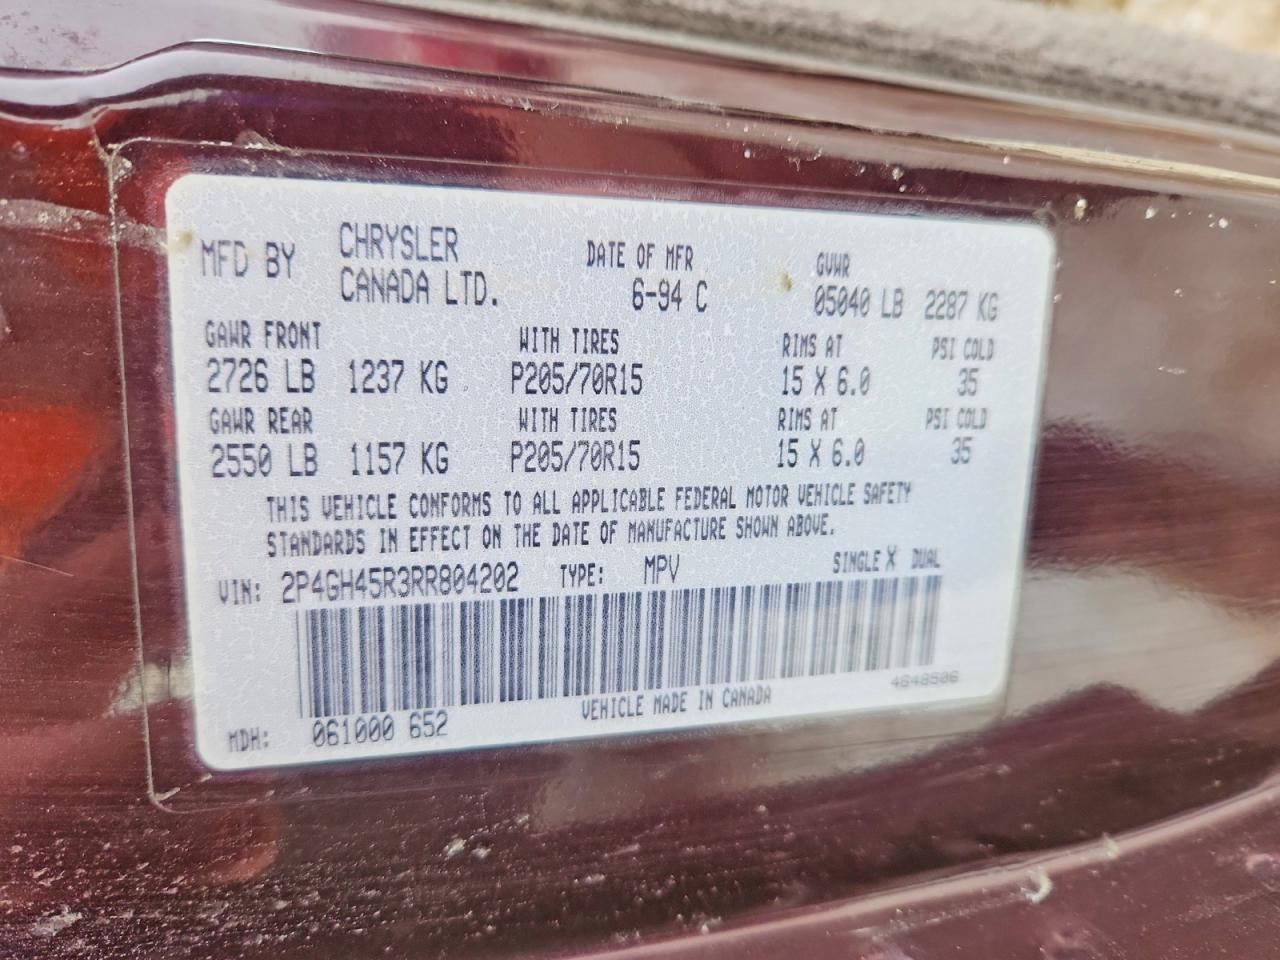 MFD BY CHRYSLER CANADA LTD. DATE OF MFR 6-94 C GVWR 05040 LB 2287 KG
GAWR FRONT WITH TIRES RIMS AT PSI COLD
2726 LB 1237 KG P205/70R15 15 X 6.0 35
GAWR REAR WITH TIRES RIMS AT PSI COLD
2550 LB 1157 KG P205/70R15 15 X 6.0 35
THIS VEHICLE CONFORMS TO ALL APPLICABLE FEDERAL MOTOR VEHICLE SAFETY
STANDARDS IN EFFECT ON THE DATE OF MANUFACTURE SHOWN ABOVE.
VIN: 2P4GH45R3RR804202 TYPE: MPV SINGLE X DUAL
MDH: 061000 652 VEHICLE MADE IN CANADA 4648506